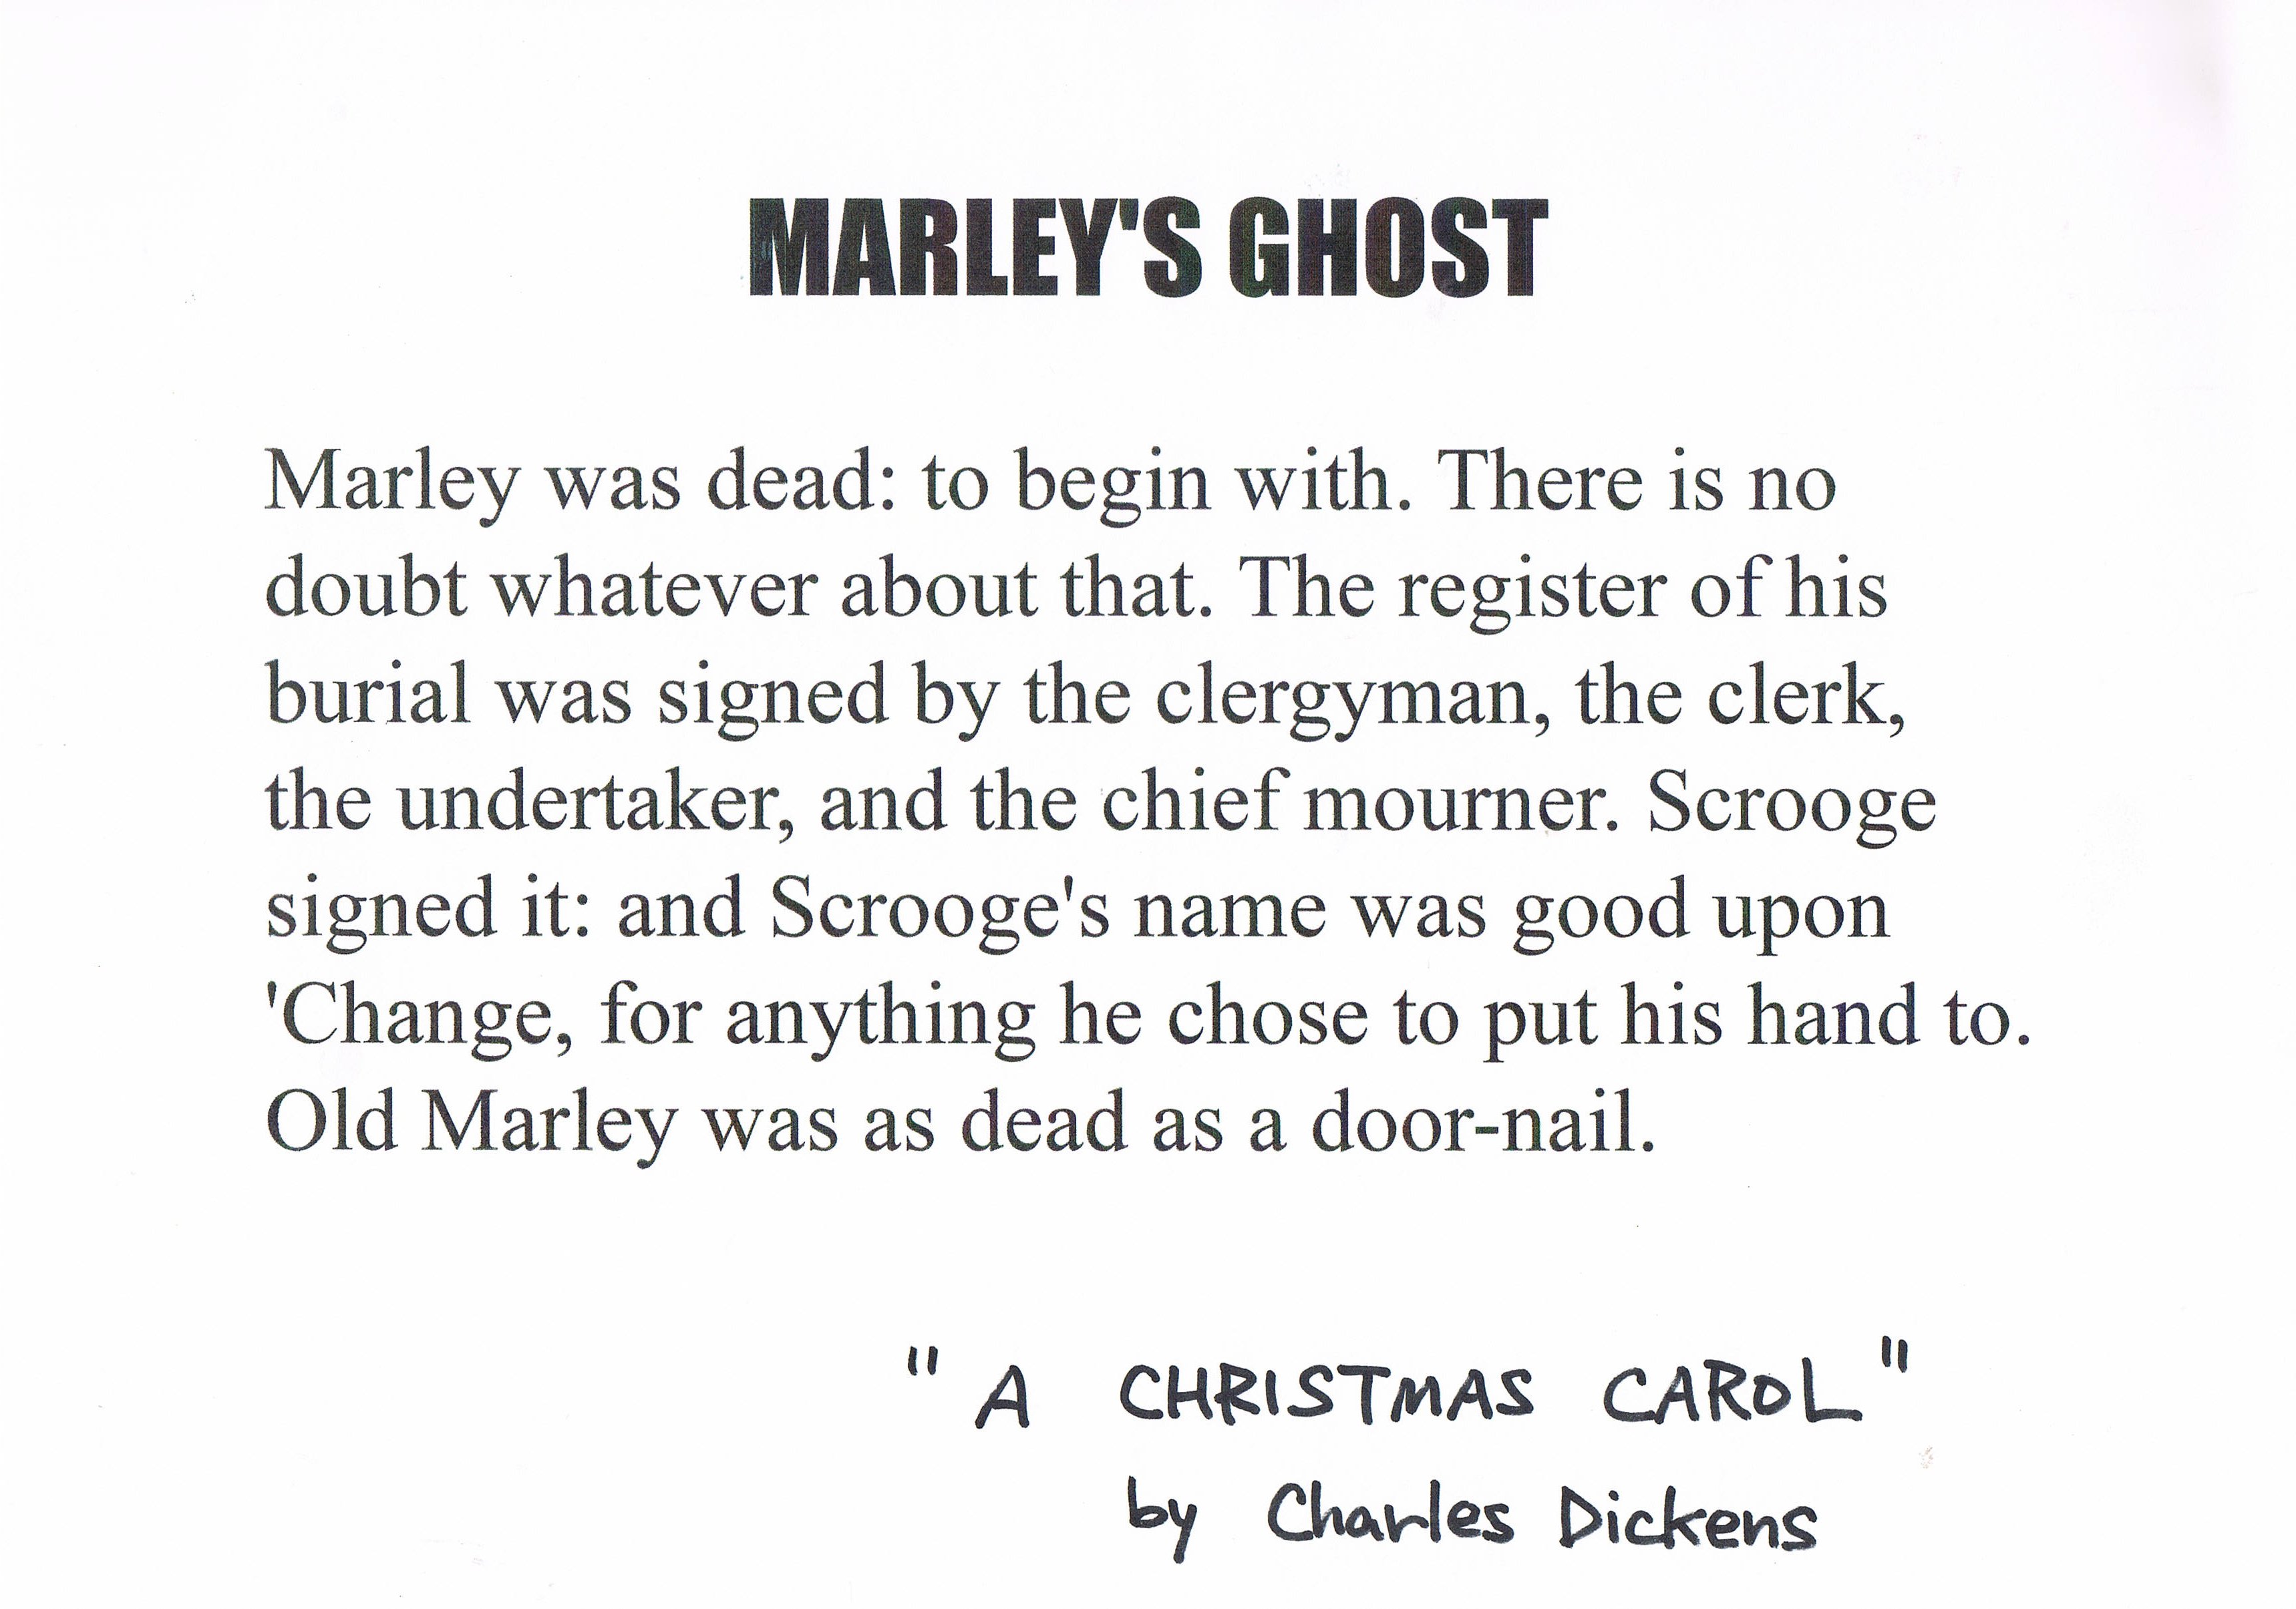 MARLEY'S GHOST
Marley was dead: to begin with. There is no
doubt whatever about that. The register of his
burial was signed by the clergyman, the clerk,
the undertaker, and the chief mourner. Scrooge
signed it: and Scrooge's name was good upon
'Change, for anything he chose to put his hand to.
Old Marley was as dead as a door-nail.
"A CHRISTMAS CAROL"
by Charles Dickens